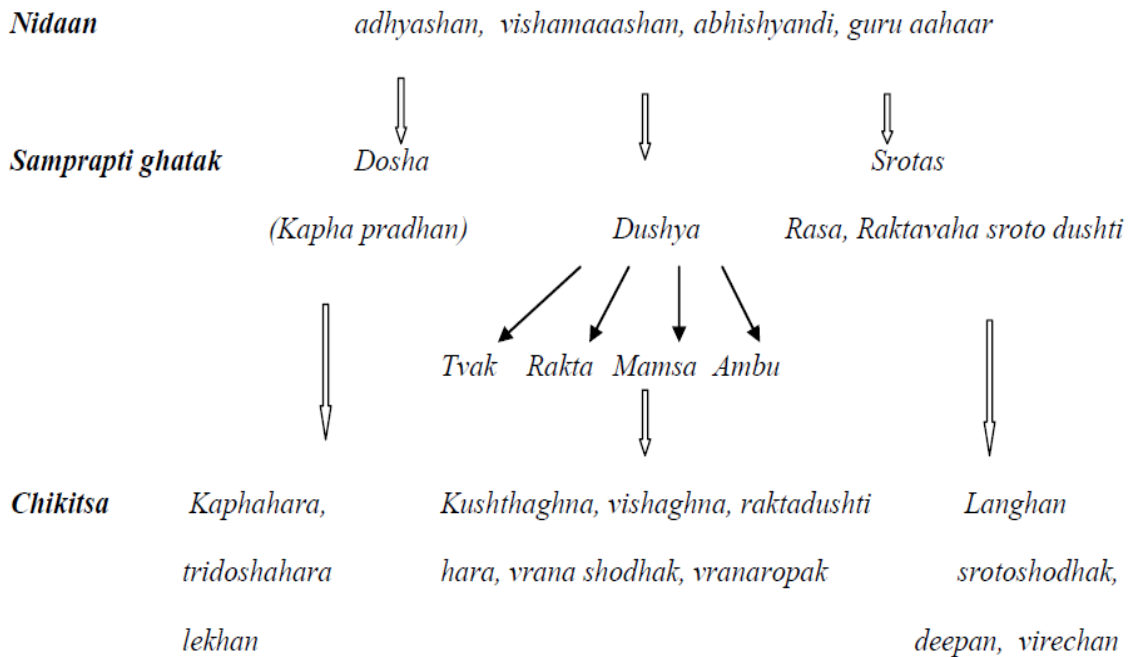 Nidaan adhyashan, vishamaaashan, abhishyandi, guru aahaar
Samprapti ghatak Dosha Srotas
(Kapha pradhan) Dushya Rasa, Raktavaha sroto dushti
Tvak Rakta Mamsa Ambu
Chikitsa Kaphahara, Kushthaghna, vishaghna, raktadushti Langhan
tridoshahara hara, vrana shodhak, vranaropak srotoshodhak,
lekhan deepan, virechan